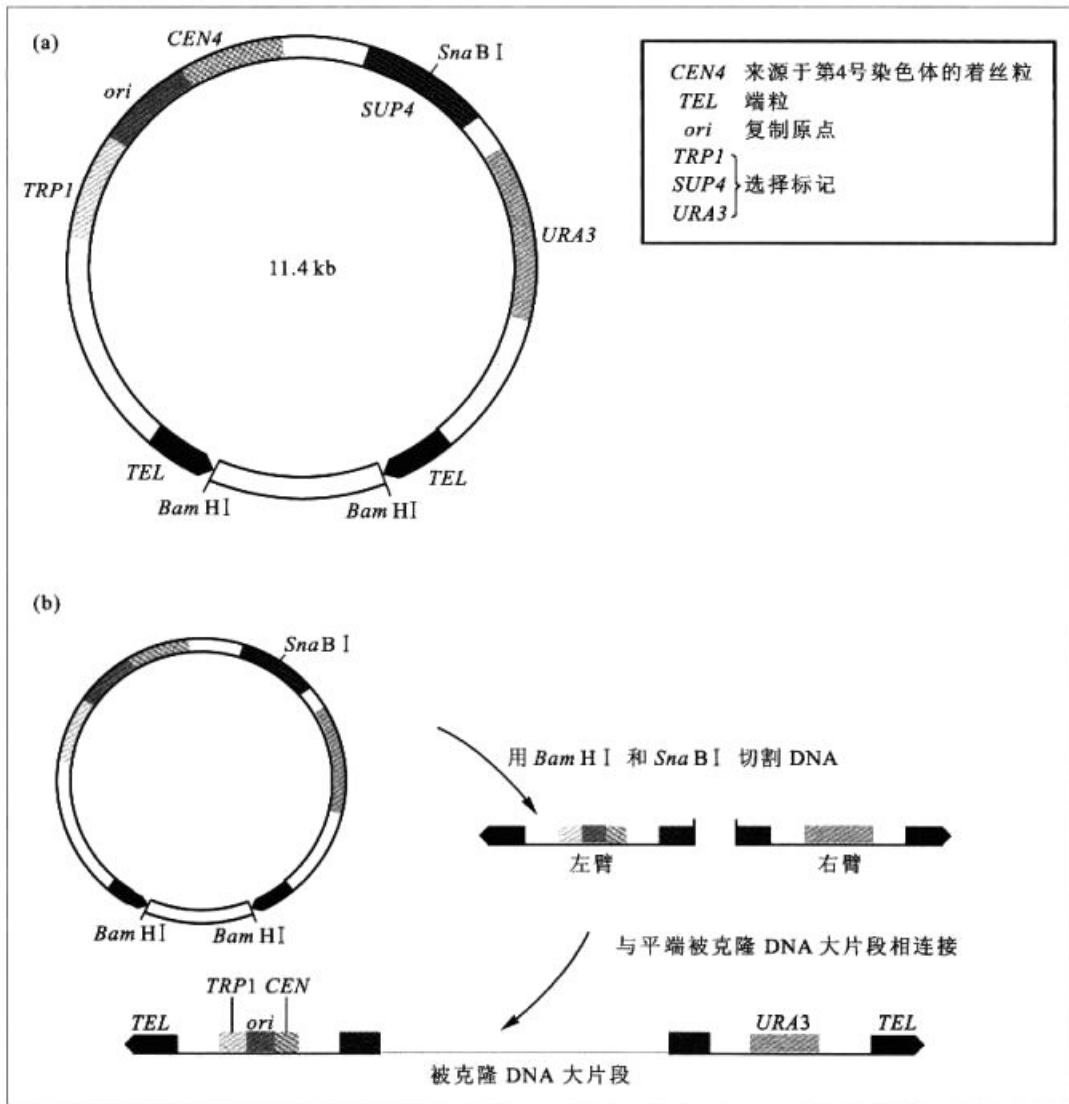 (a)
CEN4
SnaB I
ori
SUP4
TRP1
URA3
11.4 kb
TEL
TEL
Bam H I
Bam H I
CEN4 来源于第4号染色体的着丝粒
TEL 端粒
ori 复制原点
TRP1
SUP4 选择标记
URA3
(b)
SnaB I
用 Bam H I 和 Sna B I 切割 DNA
左臂
右臂
Bam H I
Bam H I
与平端被克隆 DNA 大片段相连接
TRP1 CEN
TEL
ori
URA3
TEL
被克隆 DNA 大片段